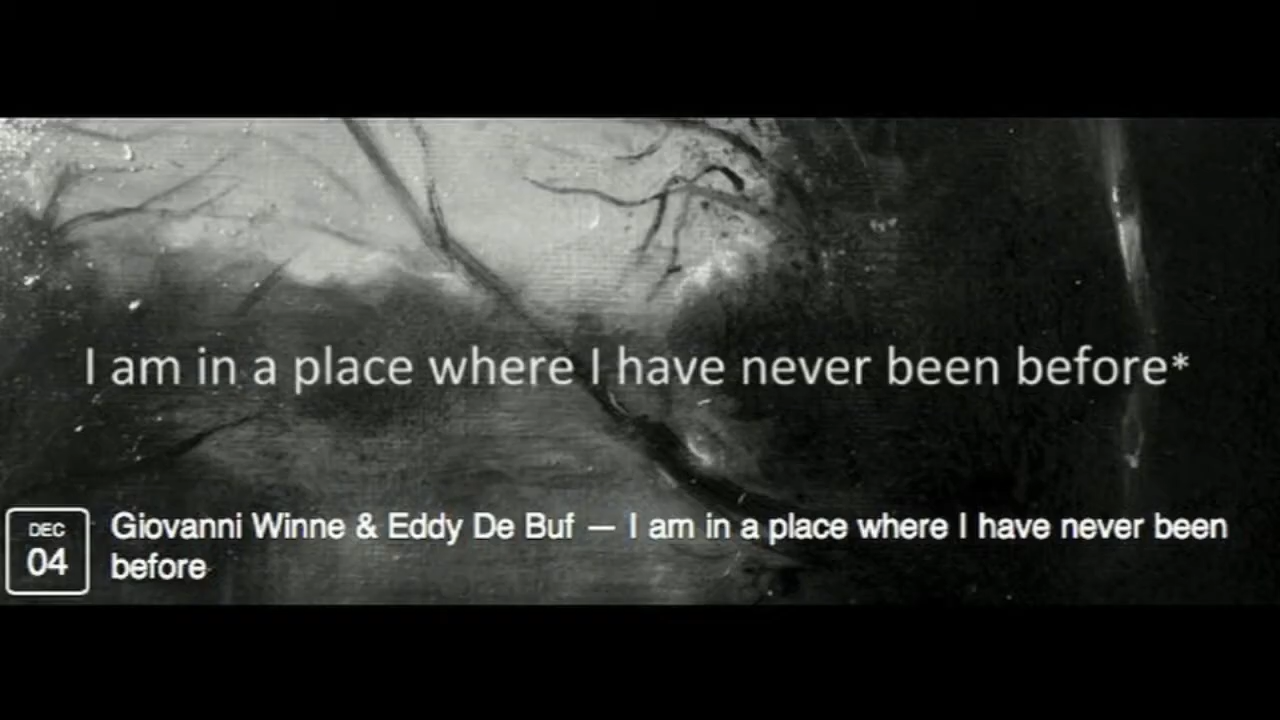 I am in a place where I have never been before*
DEC
04
Giovanni Winne & Eddy De Buf — I am in a place where I have never been
before